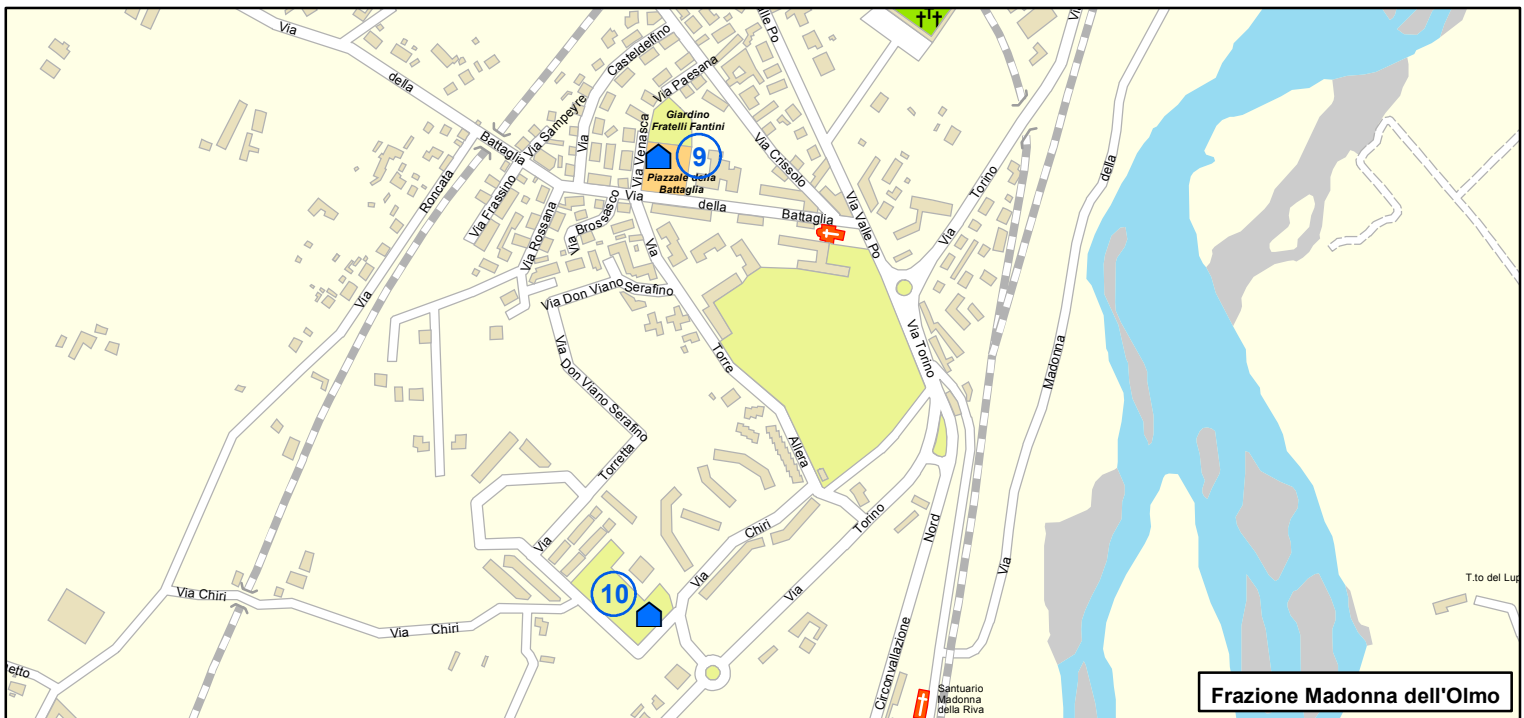 Via
della
Battaglia
Via
Casteldelfino
Via Sampeyre
Via Paesana
Via Venasca
Giardino
Fratelli Fantini
9
Piazzale della
Battaglia
Via
della
Battaglia
Via Crissolo
alle Po
Via Valle Po
Via
Torino
Via
Via
Roncata
Via Frassino
Via Rossana
Via
Brossasco
Via
Torre
Allera
Via Don Viano
Serafino
Via Don Viano Serafino
Via
Torretta
Via Torino
Via
Madonna
della
Via Chiri
Via
Chiri
Via
Chiri
10
Via
Torino
Circonvallazione
Nord
Santuario
Madonna
della Riva
T.to del Lup
etto
Frazione Madonna dell'Olmo